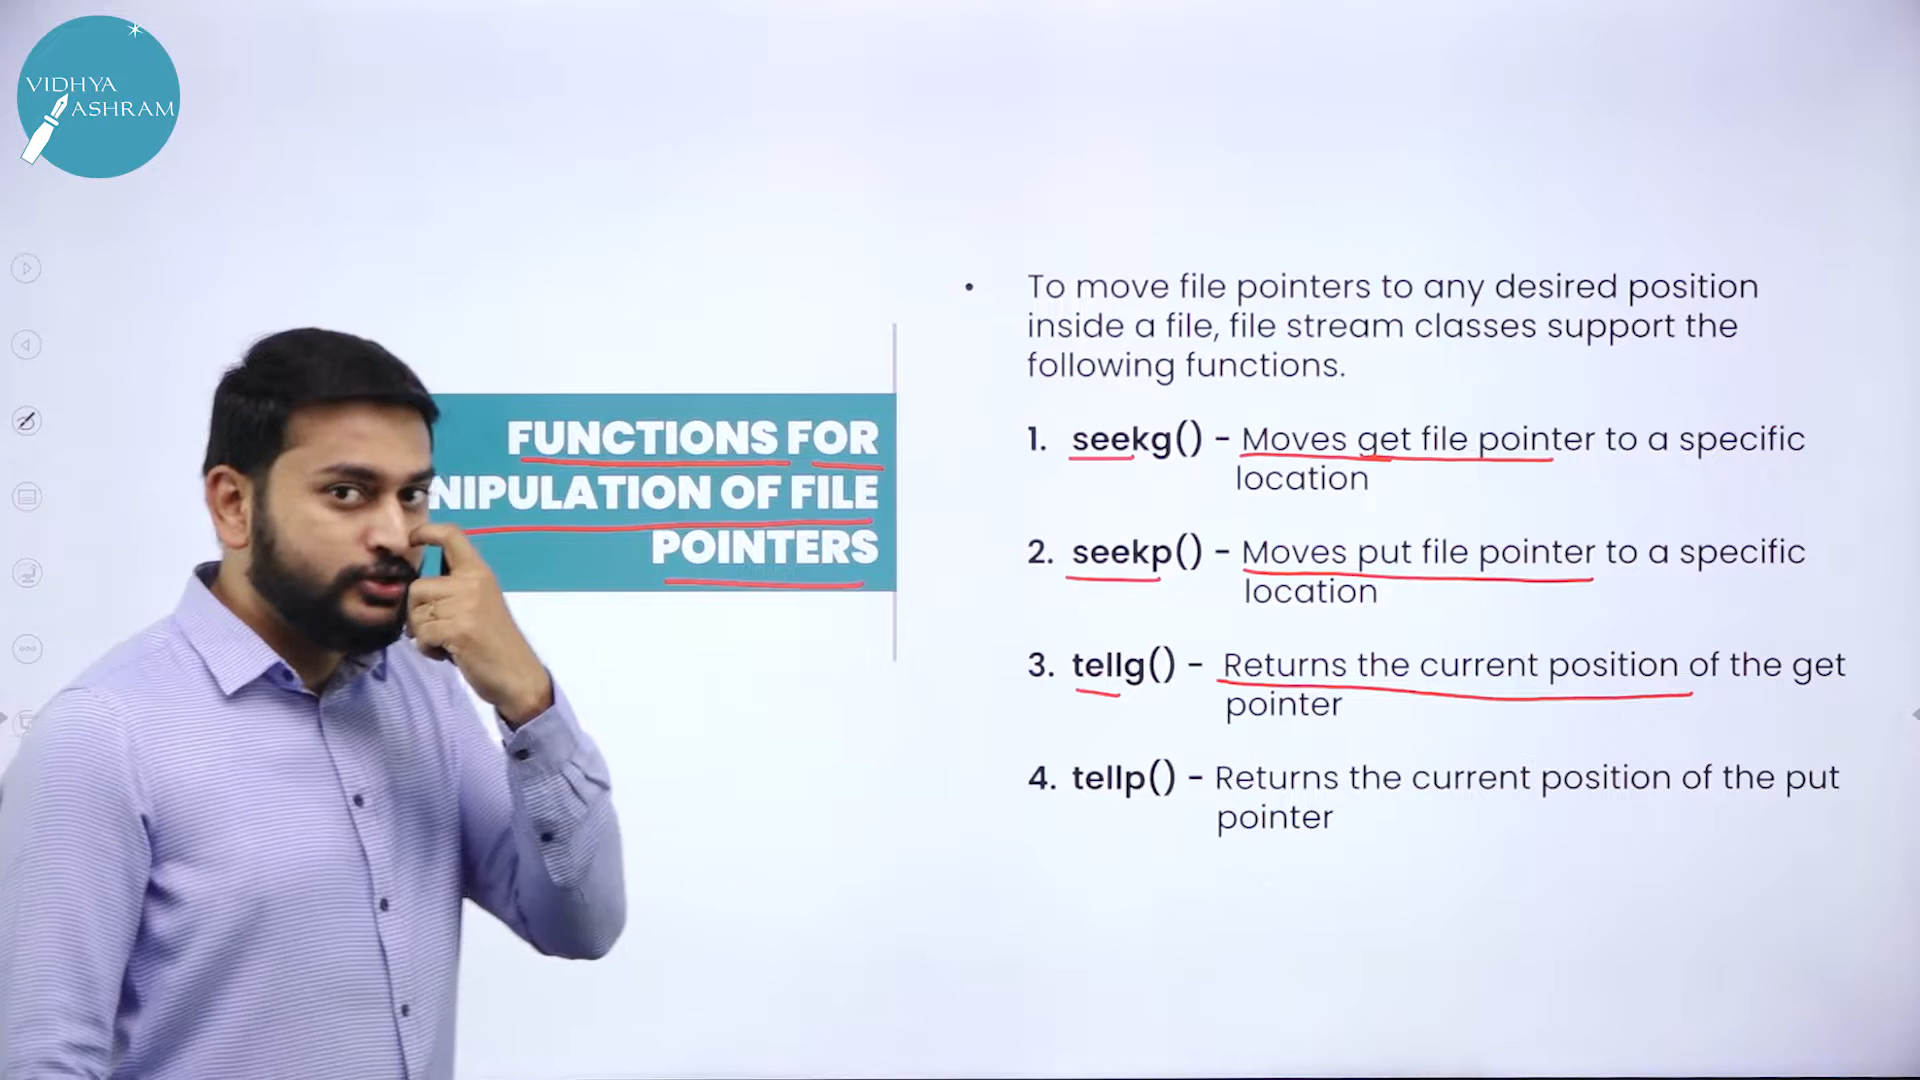 VIDHYA
ASHRAM
FUNCTIONS FOR
NIPULATION OF FILE
POINTERS
• To move file pointers to any desired position
inside a file, file stream classes support the
following functions.
1. seekg() - Moves get file pointer to a specific
location
2. seekp() - Moves put file pointer to a specific
location
3. tellg() - Returns the current position of the get
pointer
4. tellp() - Returns the current position of the put
pointer